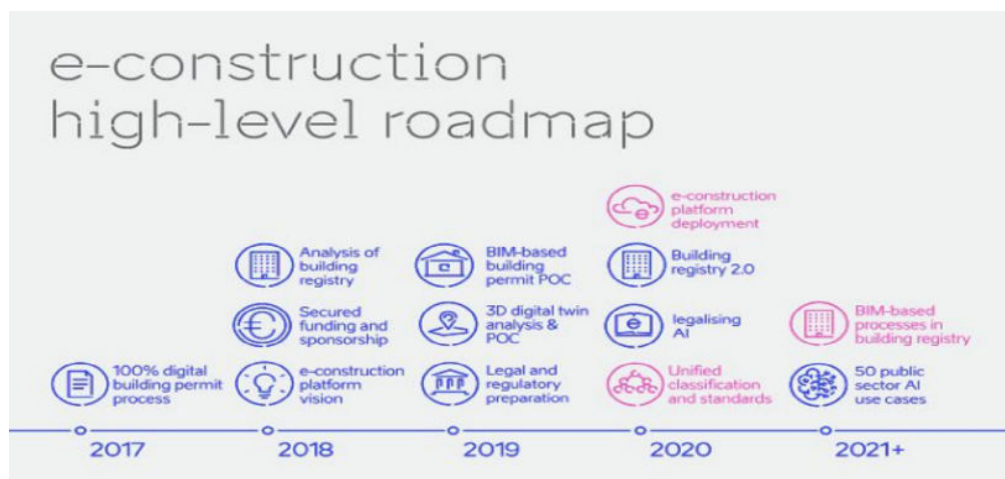 e-construction
high-level roadmap
100% digital
building permit
process
2017
Analysis of
building
registry
Secured
funding and
sponsorship
e-construction
platform
vision
2018
BIM-based
building
permit POC
3D digital twin
analysis &
POC
Legal and
regulatory
preparation
2019
e-construction
platform
deployment
Building
registry 2.0
legalising
AI
Unified
classification
and standards
2020
BIM-based
processes in
building registry
50 public
sector AI
use cases
2021+